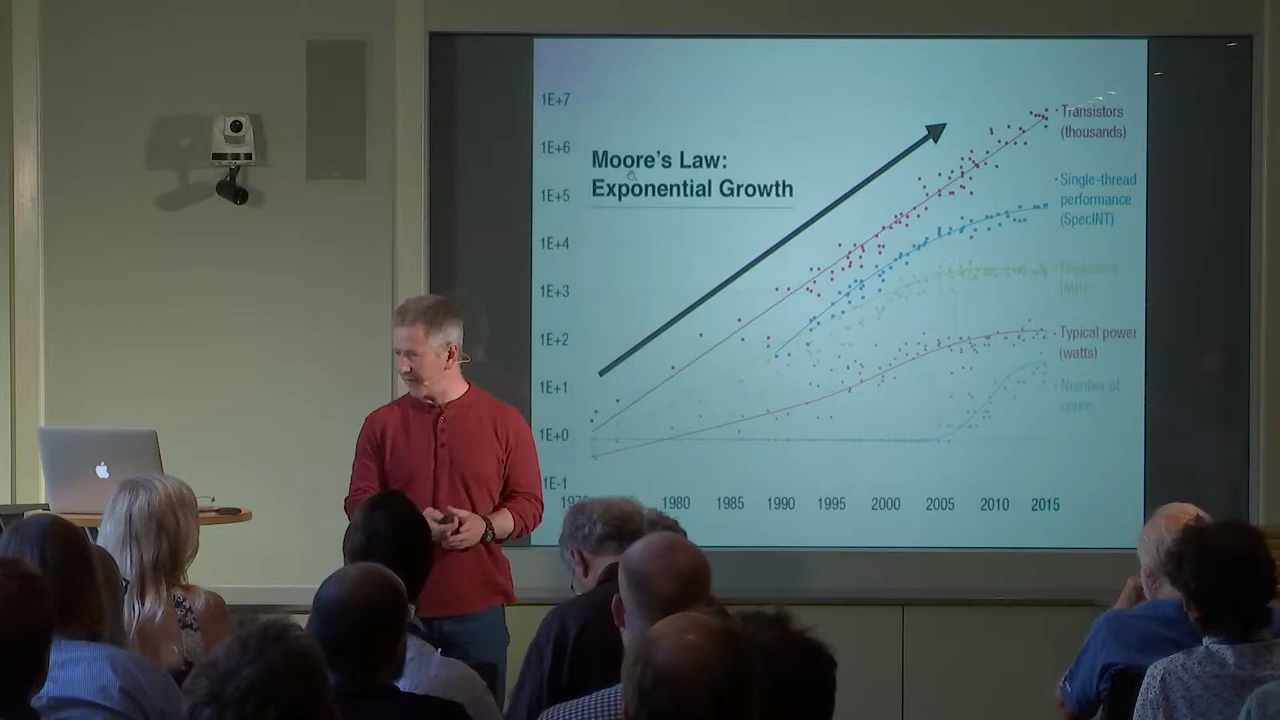 1E+7
1E+6
1E+5
1E+4
1E+3
1E+2
1E+1
1E+0
1E-1
Moore's Law:
Exponential Growth
Transistors
(thousands)
Single-thread
performance
(SpecINT)
Typical power
(watts)
Number of
1980 1985 1990 1995 2000 2005 2010 2015